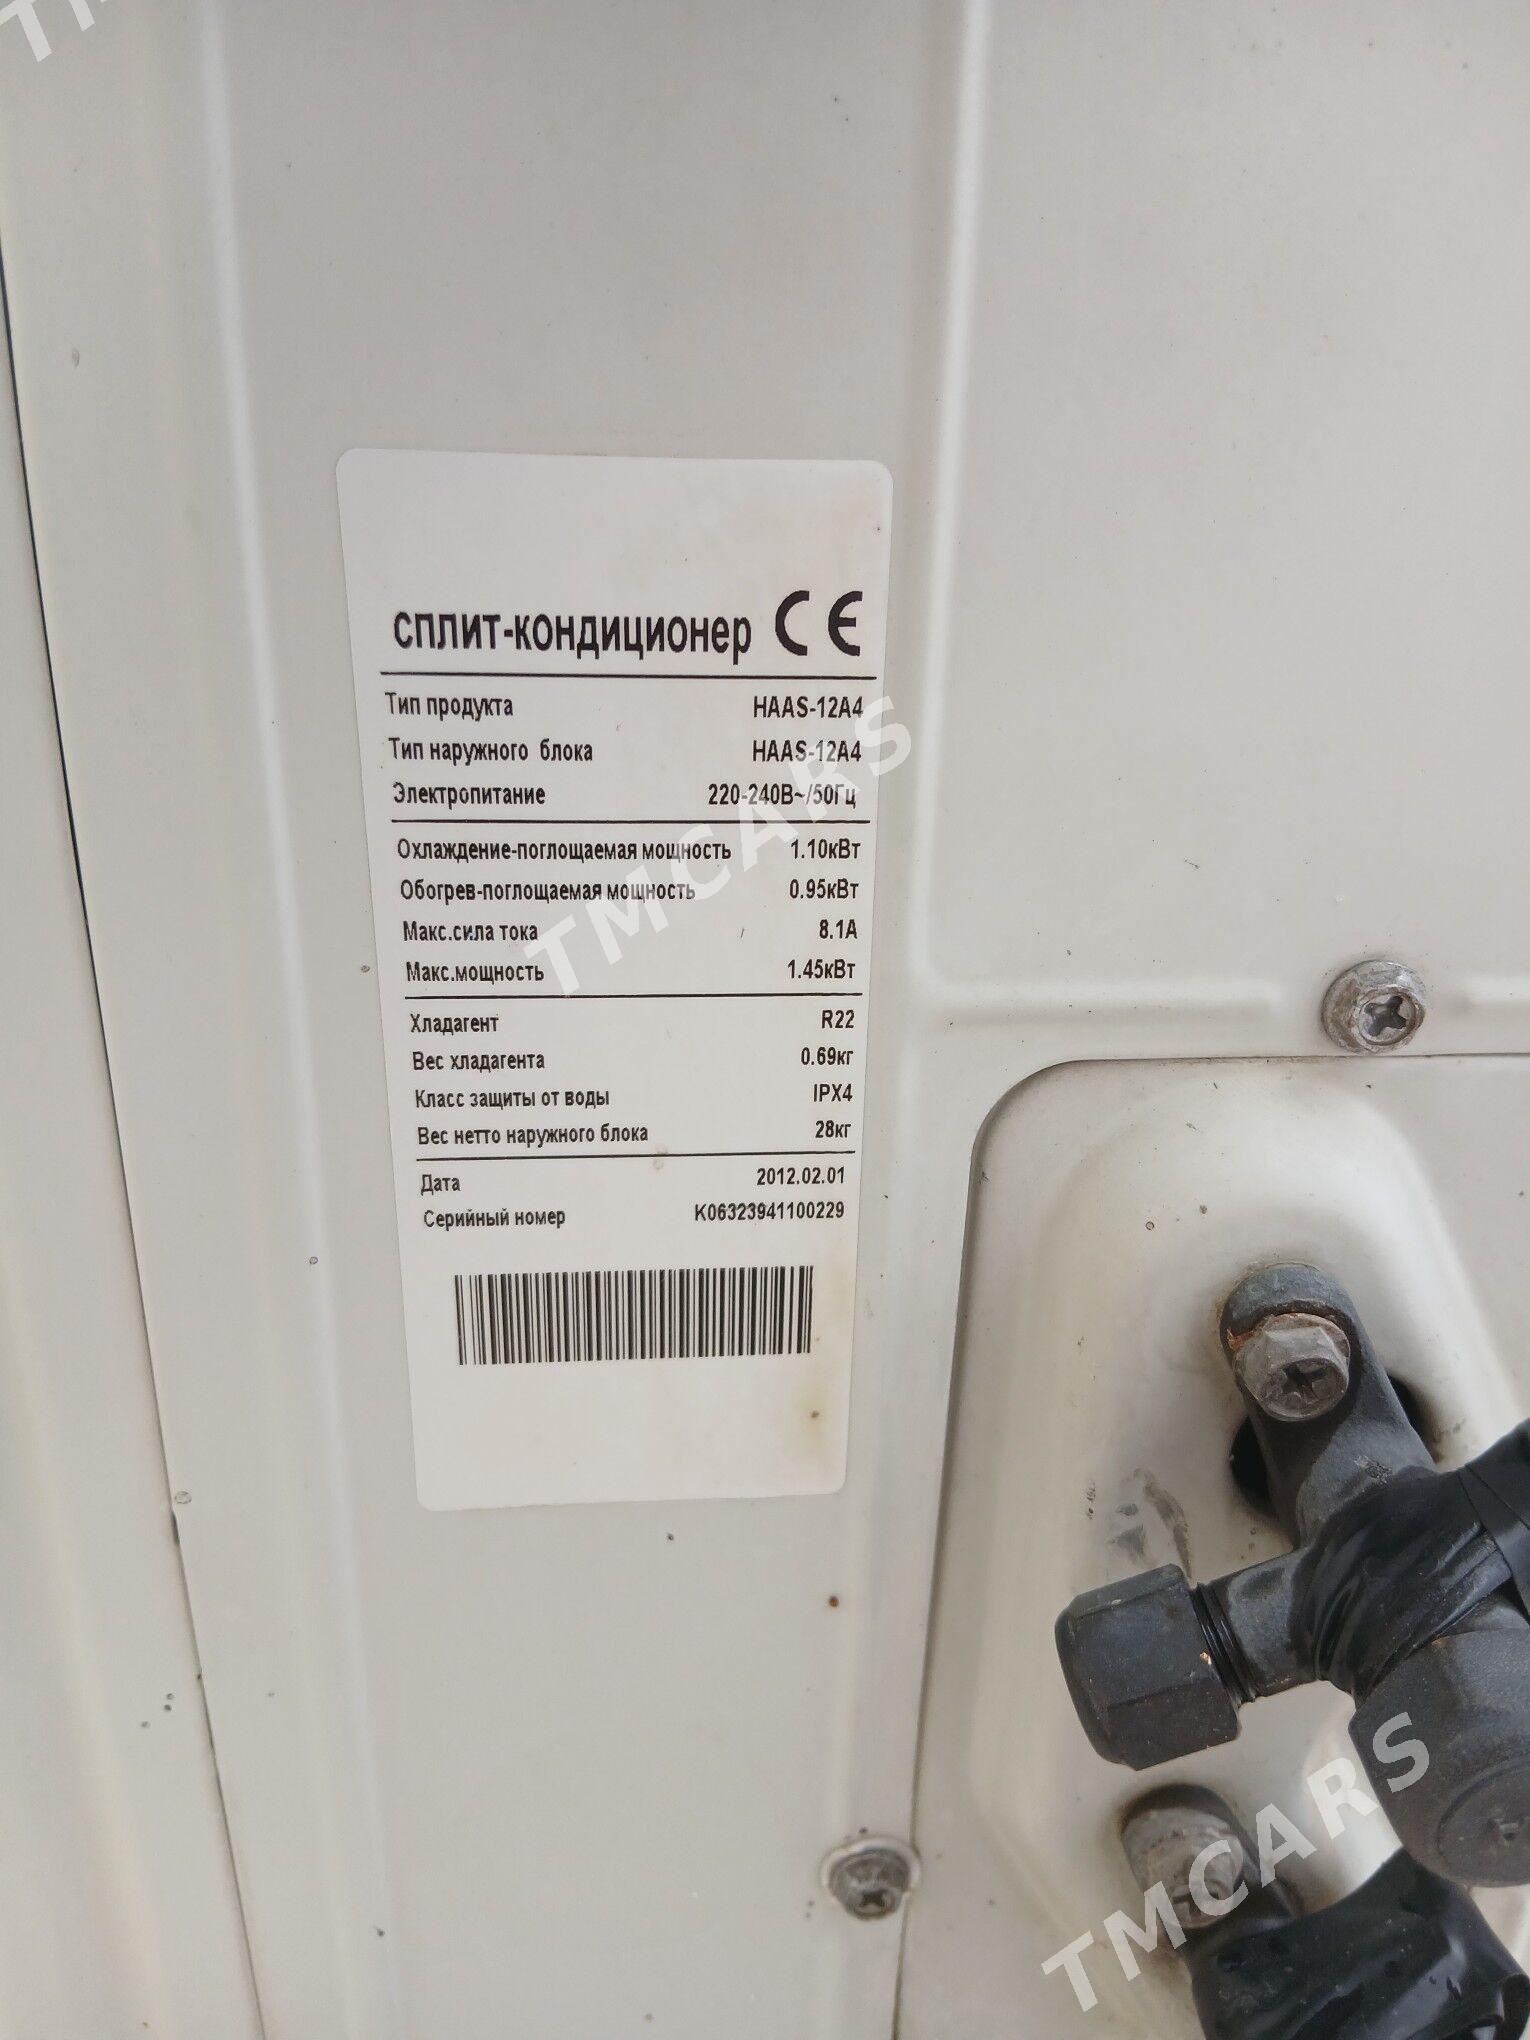 сплит-кондиционер CE
Тип продукта HAAS-12A4
Тип наружного блока HAAS-12A4
Электропитание 220-240В~/50Гц
Охлаждение-поглощаемая мощность 1.10кВт
Обогрев-поглощаемая мощность 0.95кВт
Макс.сила тока 8.1А
Макс.мощность 1.45кВт
Хладагент R22
Вес хладагента 0.69кг
Класс защиты от воды IPX4
Вес нетто наружного блока 28кг
Дата 2012.02.01
Серийный номер K06323941100229
TMCARS
TMCARS